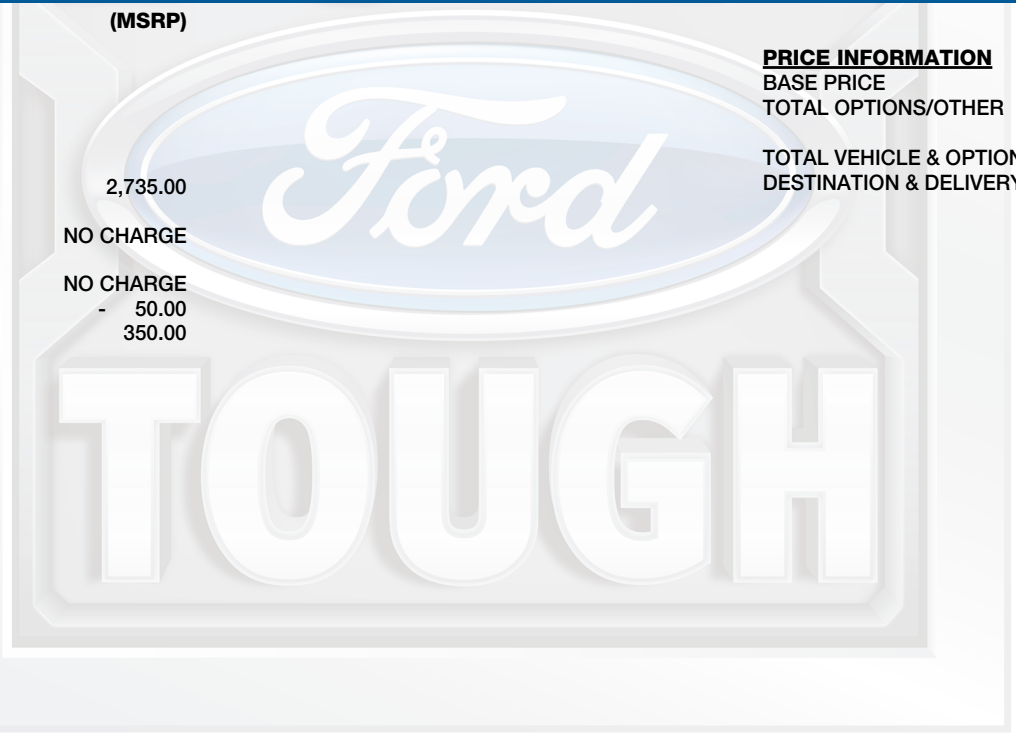 (MSRP)
2,735.00
NO CHARGE
NO CHARGE
- 50.00
350.00
PRICE INFORMATION
BASE PRICE
TOTAL OPTIONS/OTHER
TOTAL VEHICLE & OPTION
DESTINATION & DELIVERY
Ford
TOUGH